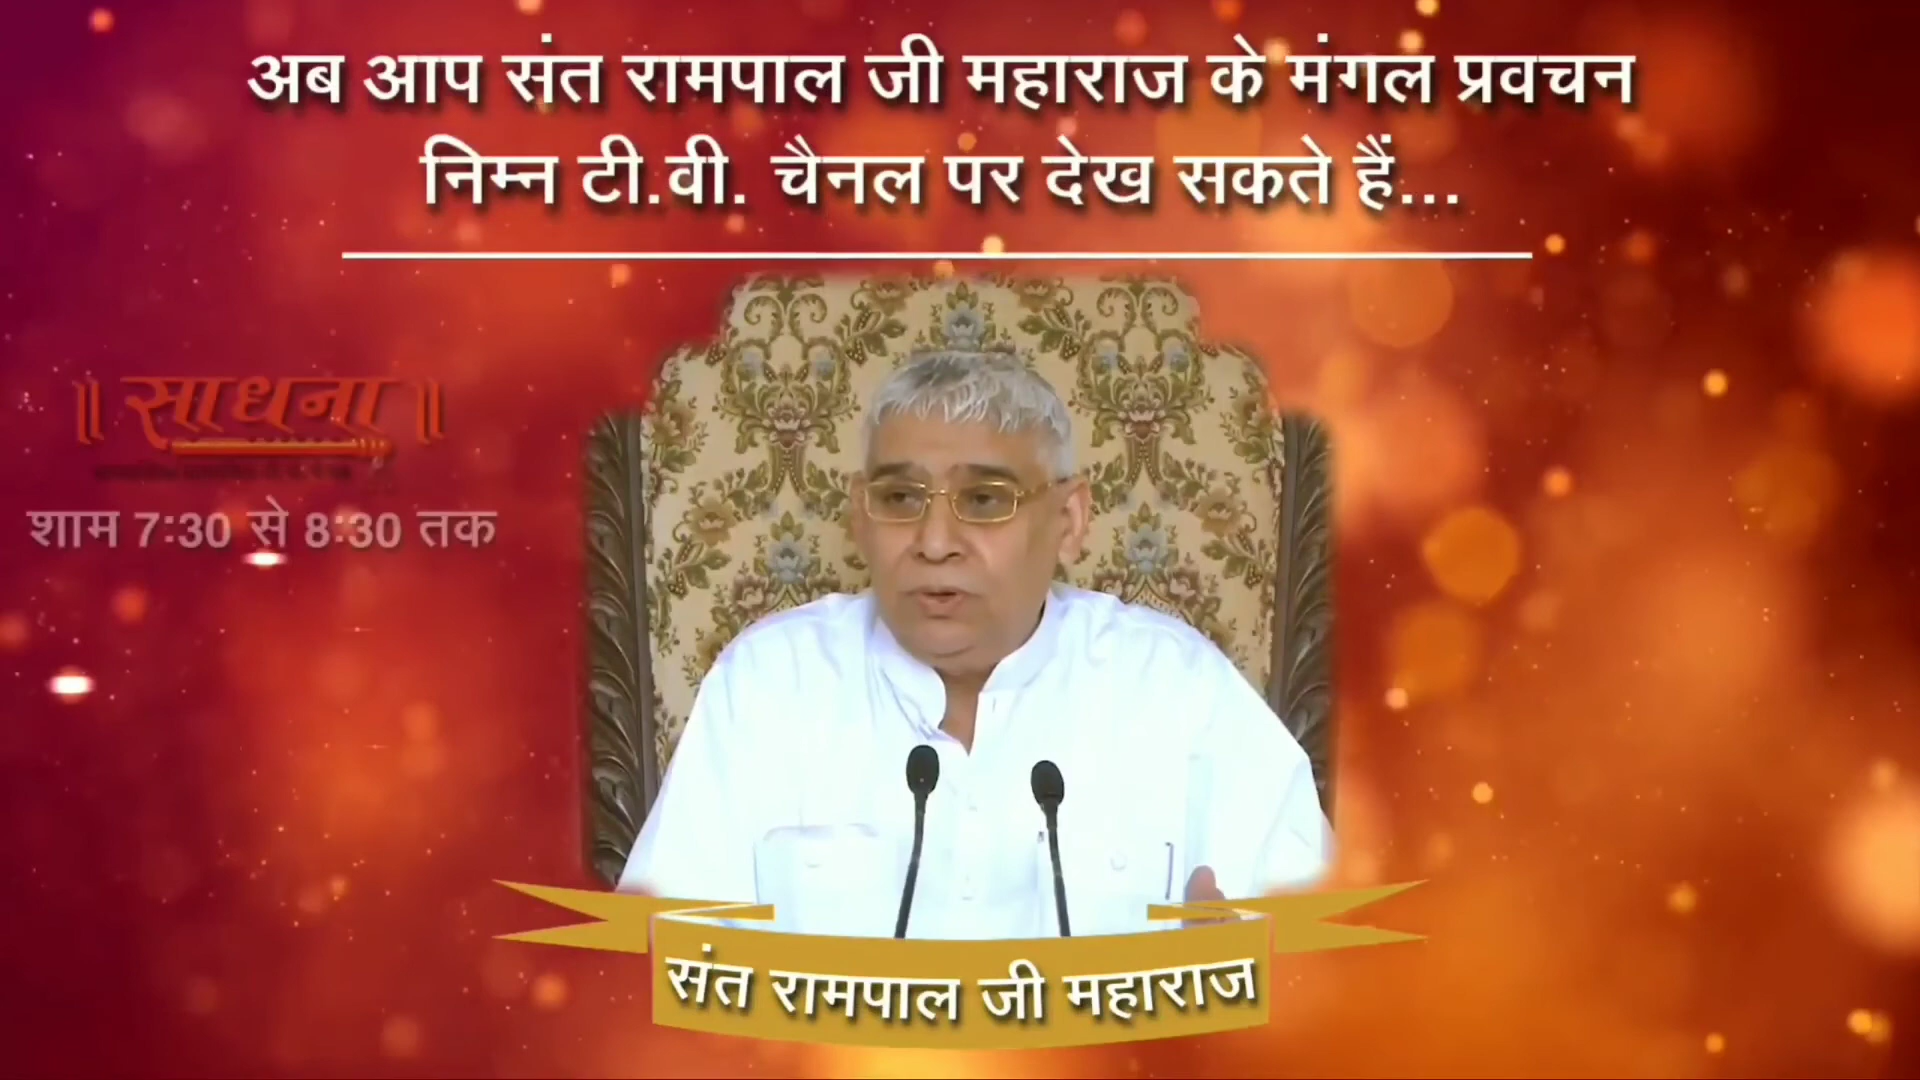 अब आप संत रामपाल जी महाराज के मंगल प्रवचन
निम्न टी.वी. चैनल पर देख सकते हैं...
॥ साधना ॥
शाम 7:30 से 8:30 तक
संत रामपाल जी महाराज